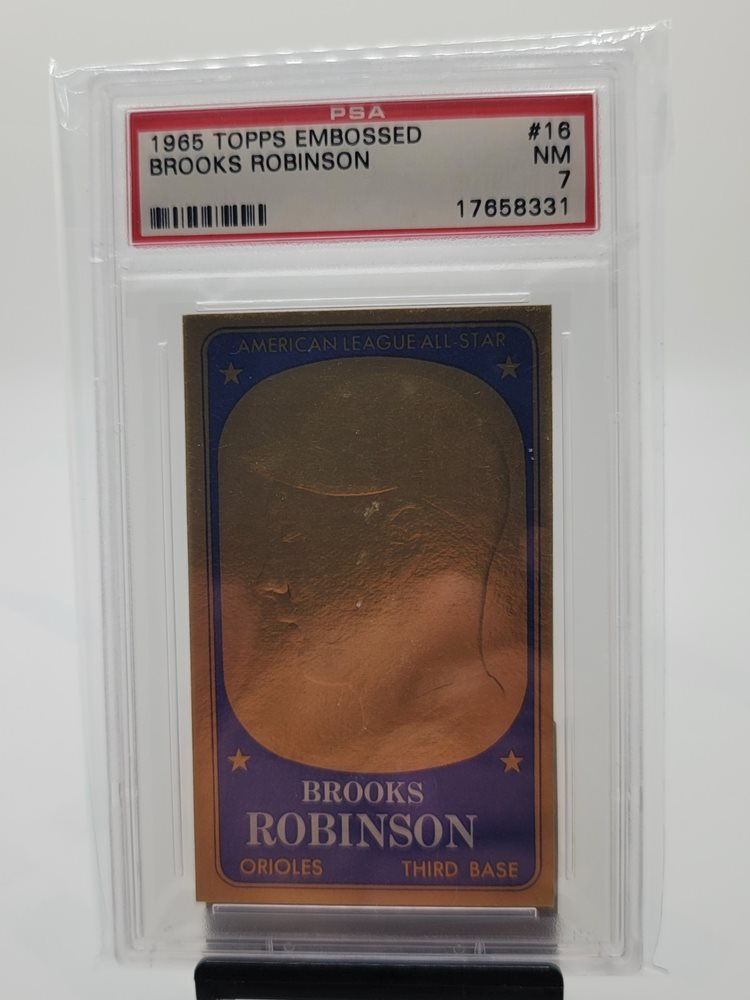 PSA
1965 TOPPS EMBOSSED #16
BROOKS ROBINSON NM
7
17658331
AMERICAN LEAGUE ALL-STAR
BROOKS
ROBINSON
ORIOLES THIRD BASE